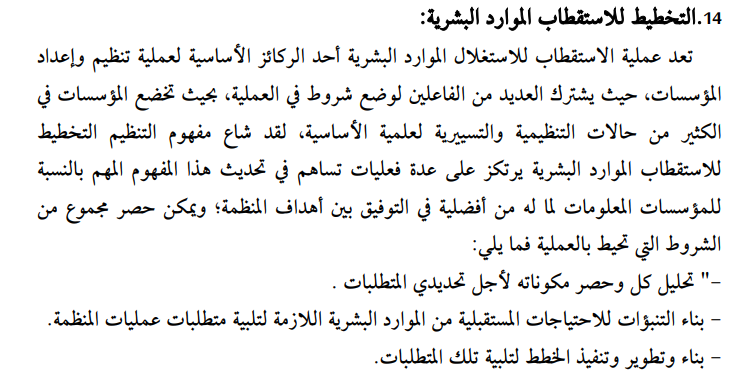 14.التخطيط للاستقطاب الموارد البشرية:
تعد عملية الاستقطاب للاستغلال الموارد البشرية أحد الركائز الأساسية لعملية تنظيم وإعداد
المؤسسات، حيث يشترك العديد من الفاعلين لوضع شروط في العملية، بحيث تخضع المؤسسات في
الكثير من حالات التنظيمية والتسييرية لعلمية الأساسية، لقد شاع مفهوم التنظيم التخطيط
للاستقطاب الموارد البشرية يرتكز على عدة فعليات تساهم في تحديث هذا المفهوم المهم بالنسبة
للمؤسسات المعلومات لما له من أفضلية في التوفيق بين أهداف المنظمة؛ ويمكن حصر مجموع من
الشروط التي تحيط بالعملية فما يلي:
-" تحليل كل وحصر مكوناته لأجل تحديدي المتطلبات .
- بناء التنبؤات للاحتياجات المستقبلية من الموارد البشرية اللازمة لتلبية متطلبات عمليات المنظمة.
- بناء وتطوير وتنفيذ الخطط لتلبية تلك المتطلبات.